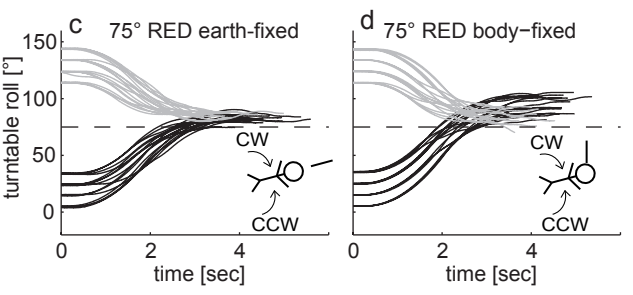 c
75° RED earth-fixed
d
75° RED body−fixed
turntable roll [°]
150
100
50
0
CW
CCW
0
2
4
time [sec]
CW
CCW
0
2
4
time [sec]